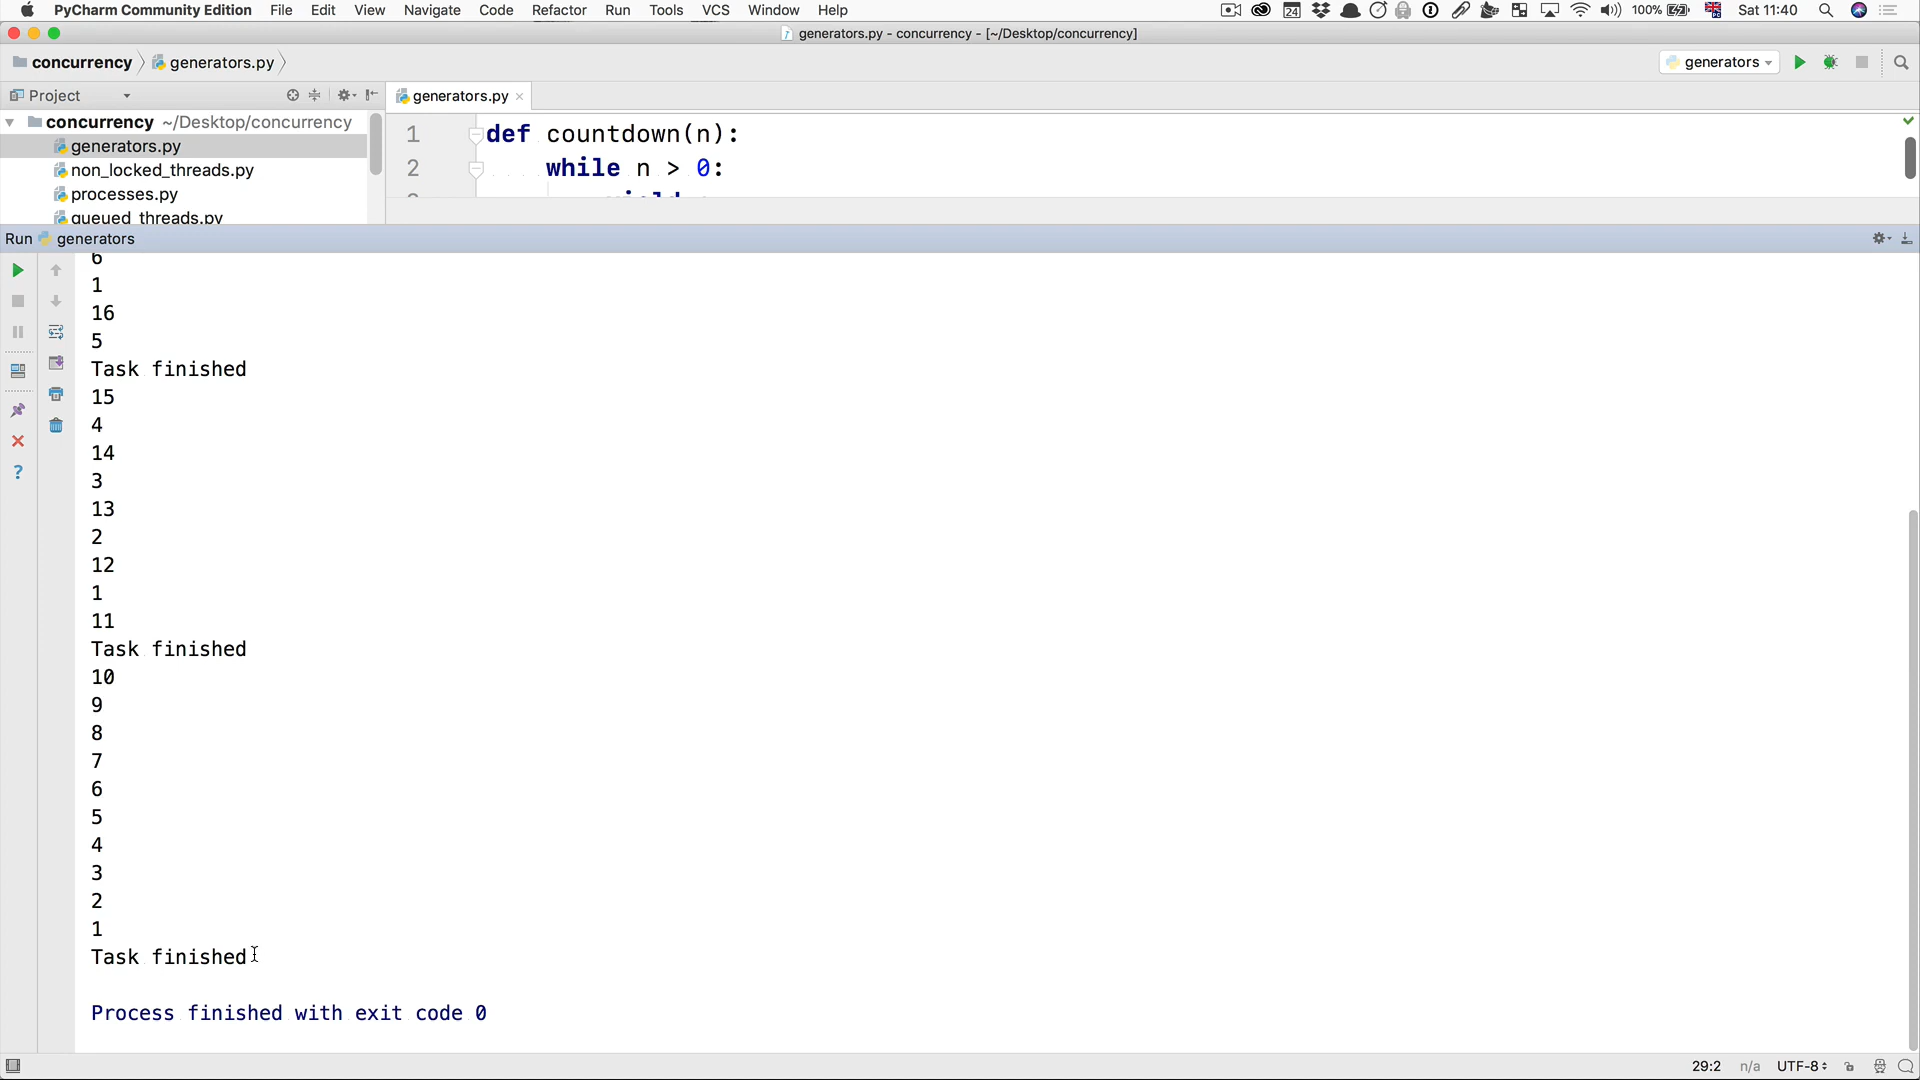 PyCharm Community Edition File Edit View Navigate Code Refactor Run Tools VCS Window Help 24 100% Sat 11:40
generators.py - concurrency - [~/Desktop/concurrency]
concurrency generators.py generators
Project generators.py
concurrency ~/Desktop/concurrency
generators.py
non_locked_threads.py
processes.py
queued_threads.py
1 def countdown(n):
2 while n > 0:
Run generators
6
1
16
5
Task finished
15
4
14
3
13
2
12
1
11
Task finished
10
9
8
7
6
5
4
3
2
1
Task finished
Process finished with exit code 0
29:2 n/a UTF-8